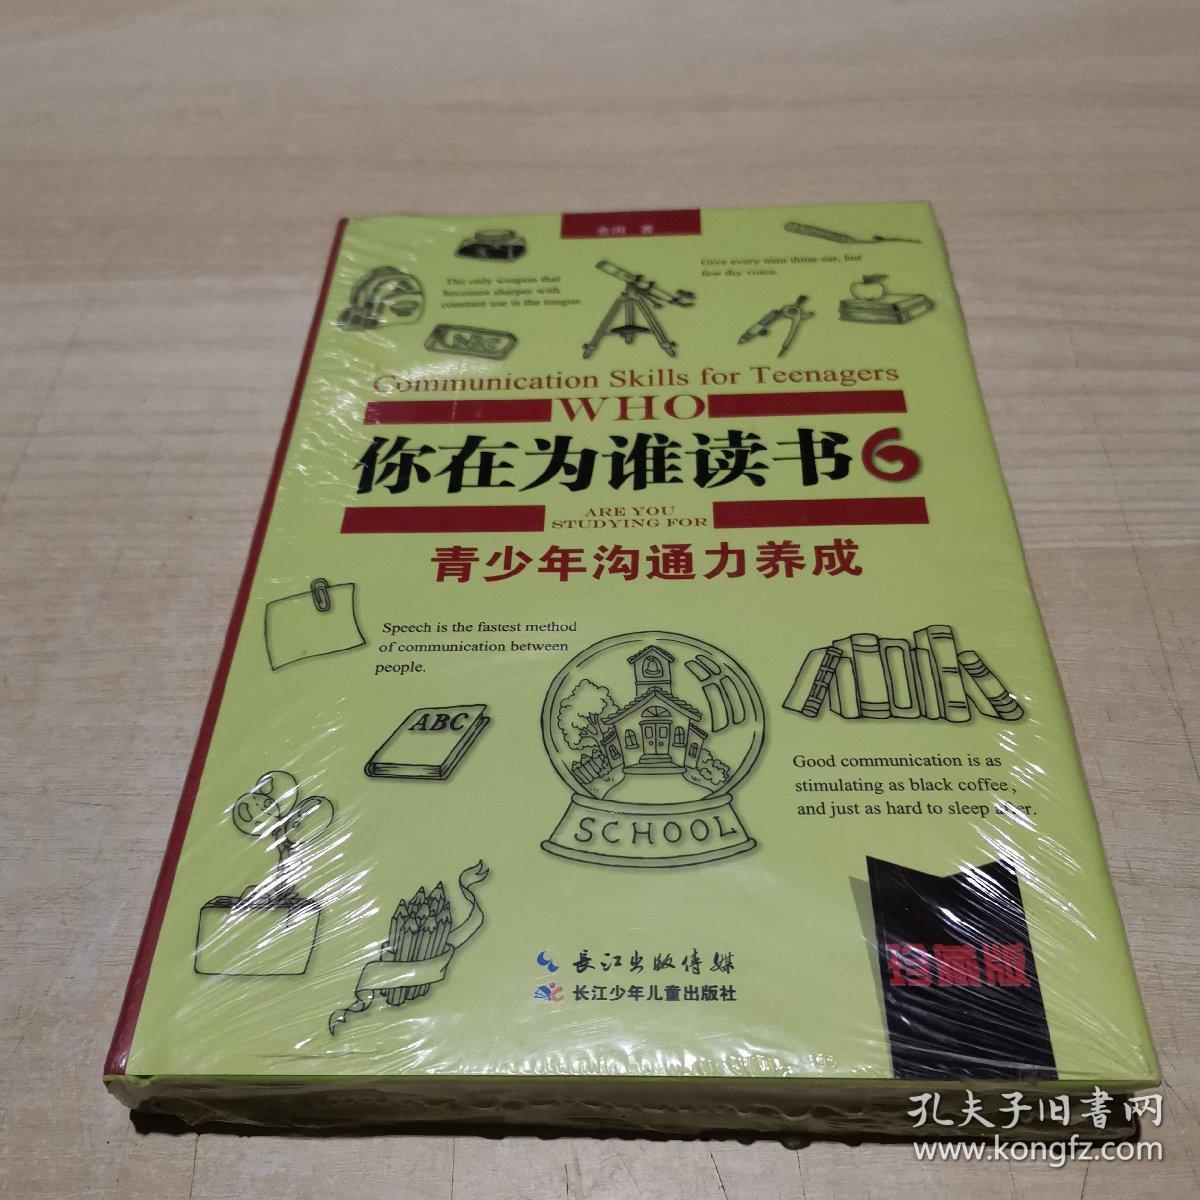 余闲 著
Give every man thine ear, but
few thy voice.
The only weapon that
becomes sharper with
constant use is the tongue.
Communication Skills for Teenagers
WHO
你在为谁读书6
ARE YOU
STUDYING FOR
青少年沟通力养成
Speech is the fastest method
of communication between
people.
ABC
SCHOOL
Good communication is as
stimulating as black coffee,
and just as hard to sleep after.
珍藏版
长江出版传媒
长江少年儿童出版社
孔夫子旧書网
www.kongfz.com